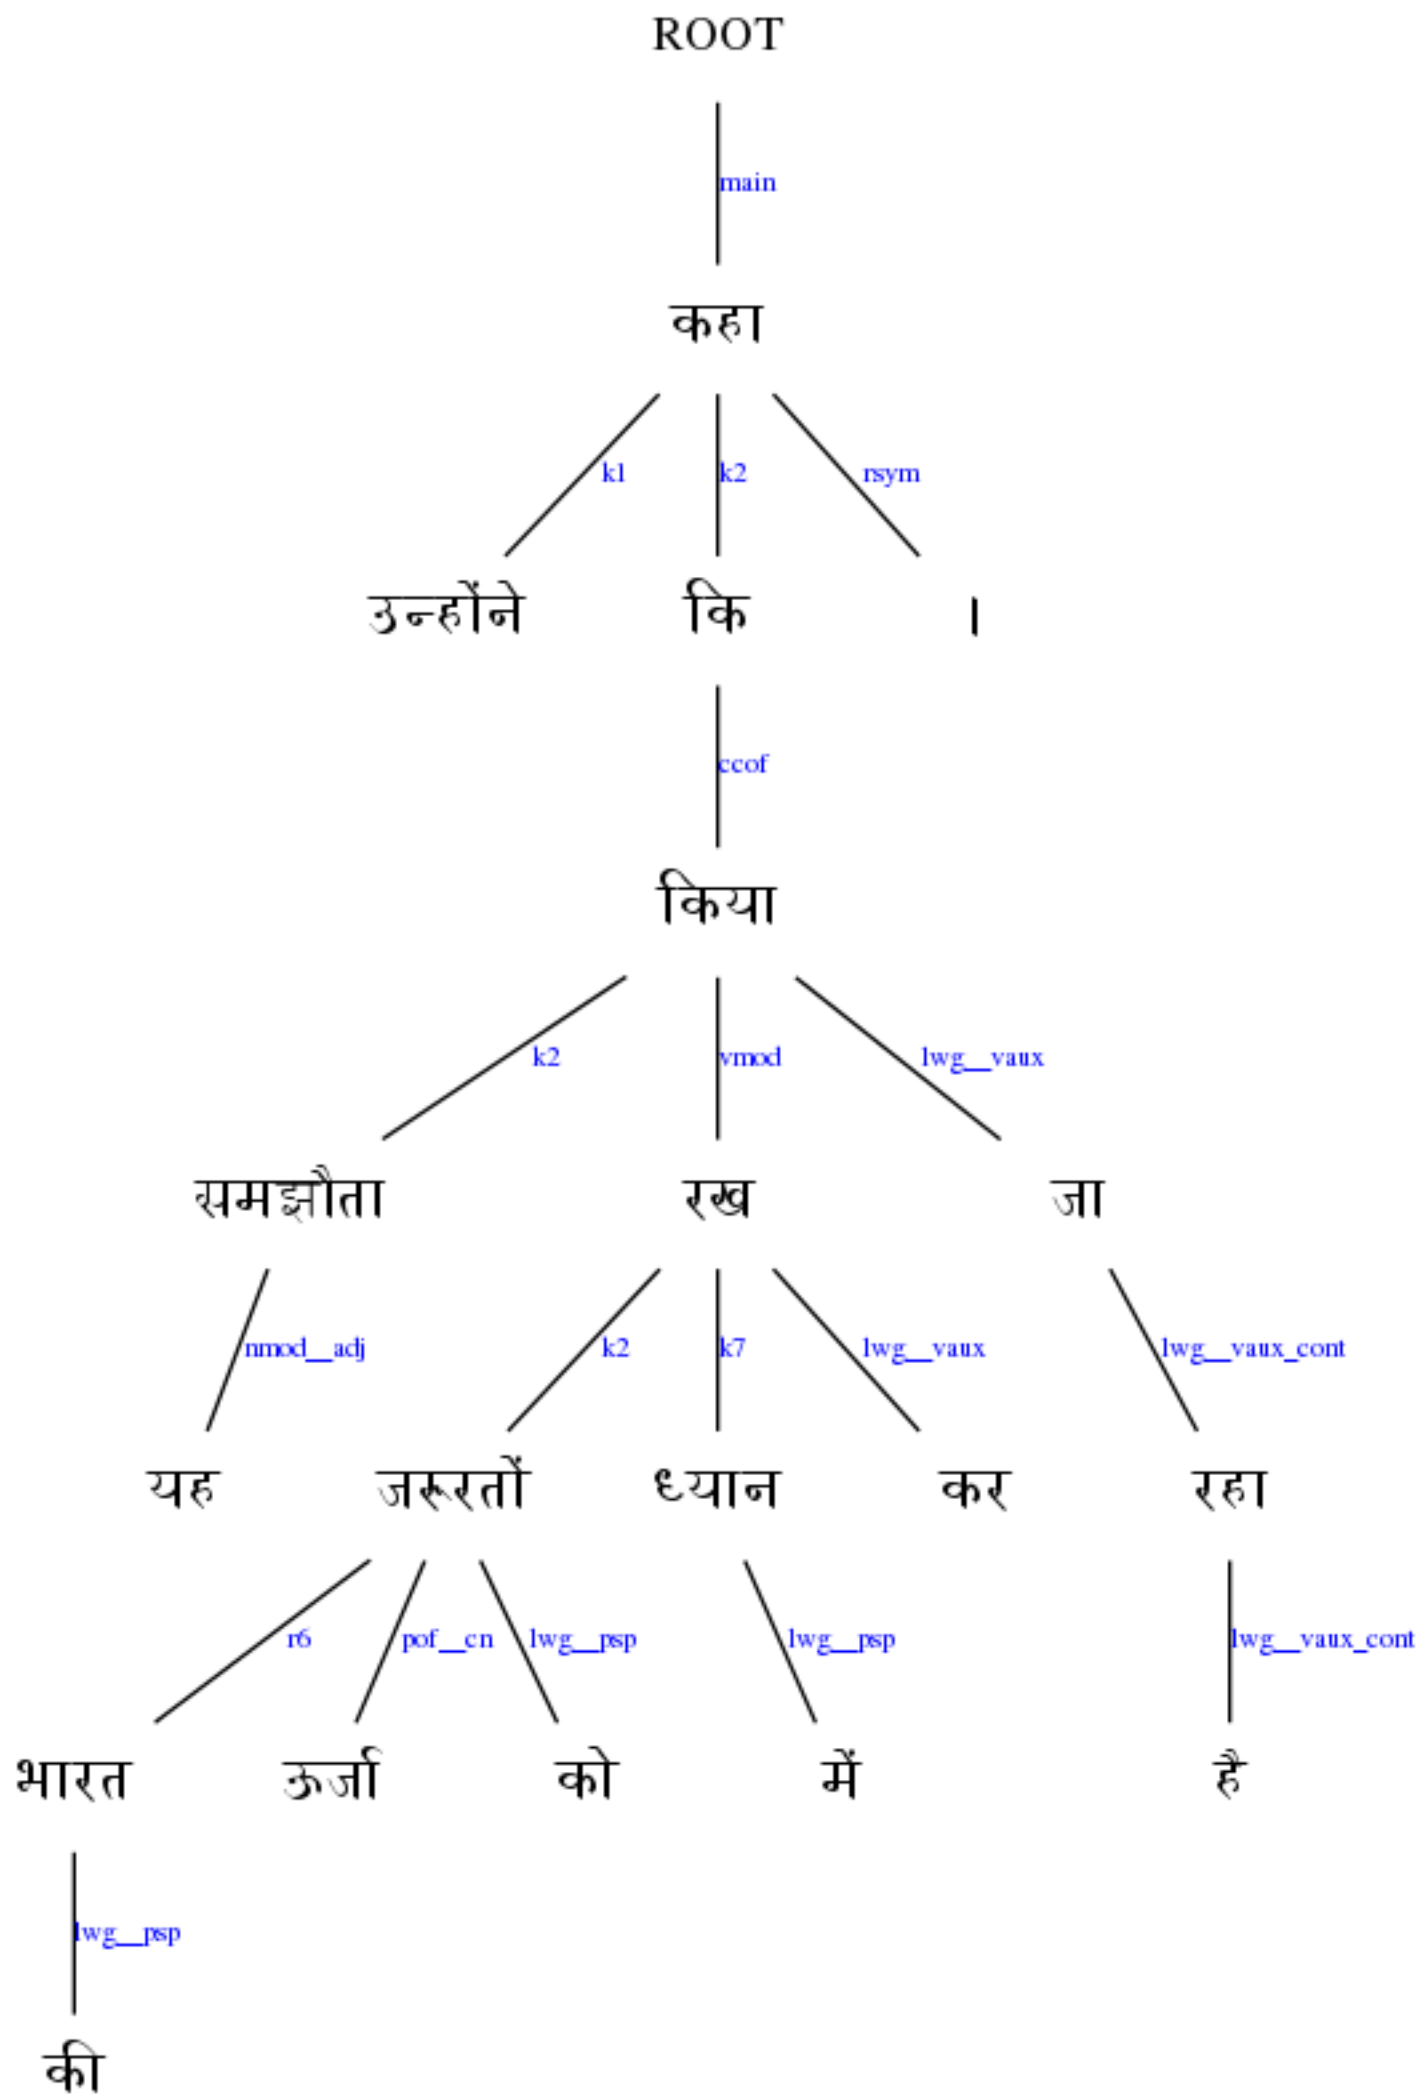 ROOT
main
कहा
k1 k2 rsym
उन्होंने कि ।
ccof
किया
k2 vmod lwg__vaux
समझौता रख जा
nmod__adj k2 k7 lwg__vaux lwg__vaux_cont
यह जरूरतों ध्यान कर रहा
r6 pof__cn lwg__psp lwg__psp lwg__vaux_cont
भारत ऊर्जा को में है
lwg__psp
की